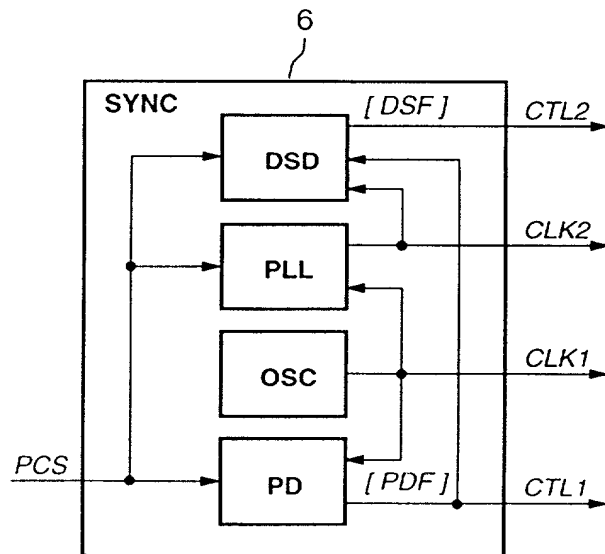 6
SYNC
[ DSF ]
CTL2
DSD
CLK2
PLL
CLK1
OSC
PCS
PD
[ PDF ]
CTL1